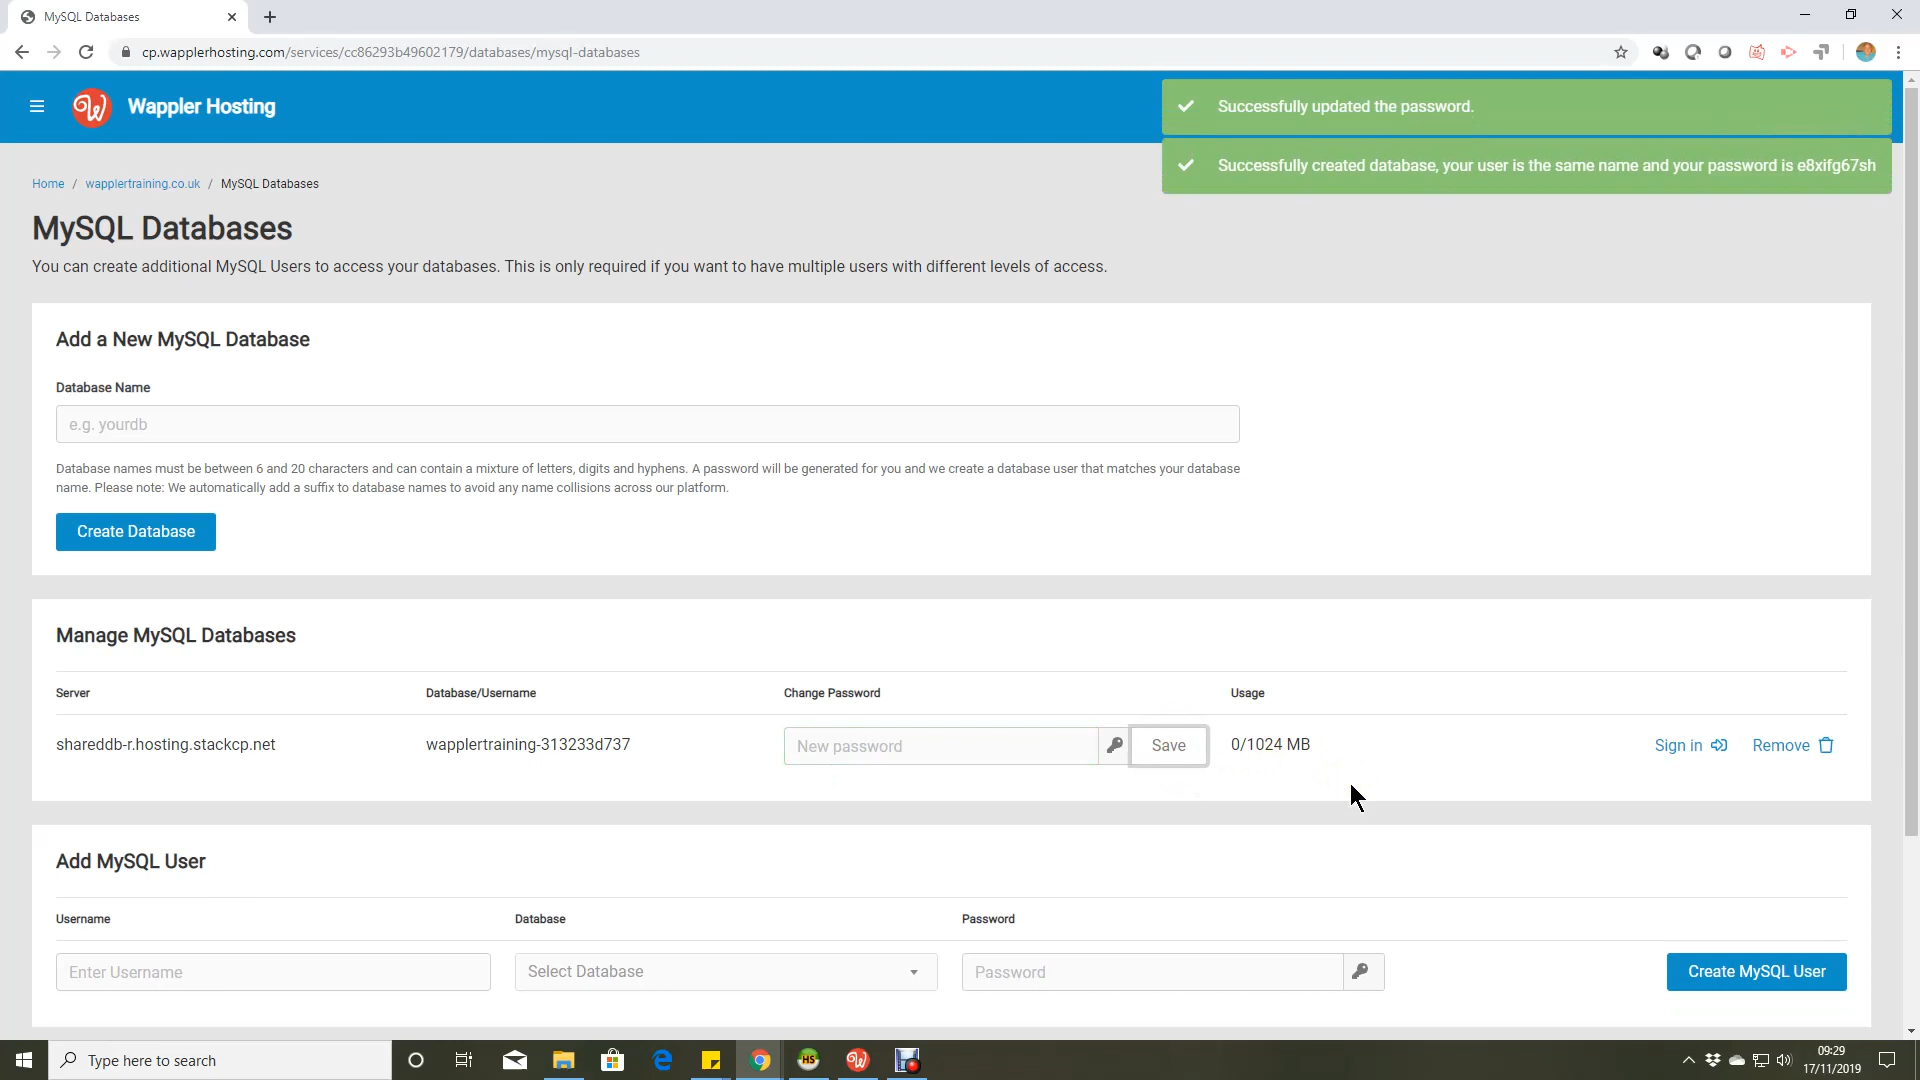 MySQL Databases
cp.wapplerhosting.com/services/cc86293b49602179/databases/mysql-databases
Wappler Hosting
Successfully updated the password.
Successfully created database, your user is the same name and your password is e8xifg67sh
Home / wapplertraining.co.uk / MySQL Databases
MySQL Databases
You can create additional MySQL Users to access your databases. This is only required if you want to have multiple users with different levels of access.
Add a New MySQL Database
Database Name
e.g. yourdb
Database names must be between 6 and 20 characters and can contain a mixture of letters, digits and hyphens. A password will be generated for you and we create a database user that matches your database
name. Please note: We automatically add a suffix to database names to avoid any name collisions across our platform.
Create Database
Manage MySQL Databases
Server Database/Username Change Password Usage
shareddb-r.hosting.stackcp.net wapplertraining-313233d737 New password Save 0/1024 MB Sign in Remove
Add MySQL User
Username Database Password
Enter Username Select Database Password Create MySQL User
Type here to search
HS
09:29
17/11/2019